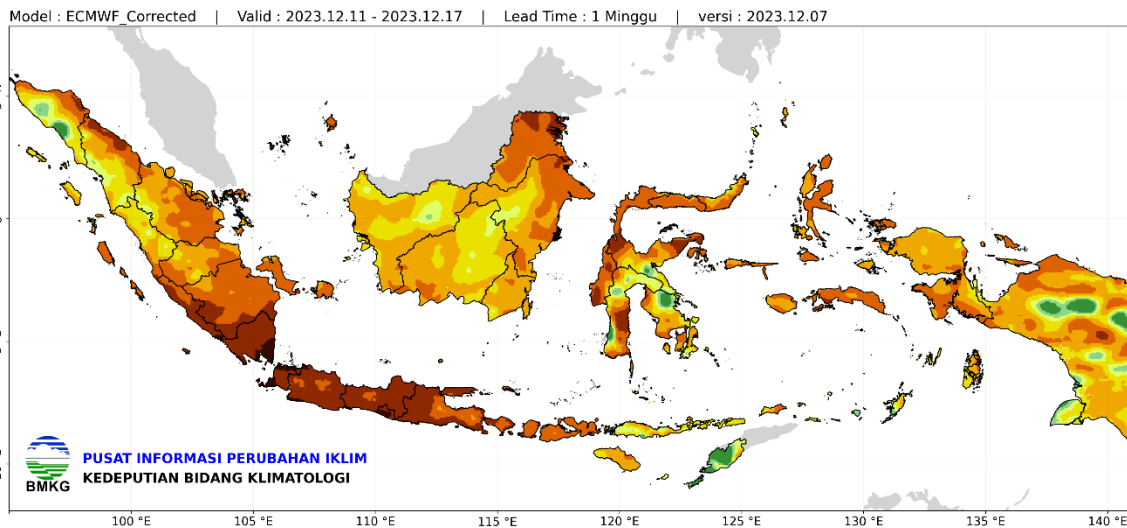 Model : ECMWF_Corrected | Valid : 2023.12.11 - 2023.12.17 | Lead Time : 1 Minggu | versi : 2023.12.07
PUSAT INFORMASI PERUBAHAN IKLIM
KEDEPUTIAN BIDANG KLIMATOLOGI
BMKG
100 °E 105 °E 110 °E 115 °E 120 °E 125 °E 130 °E 135 °E 140 °E